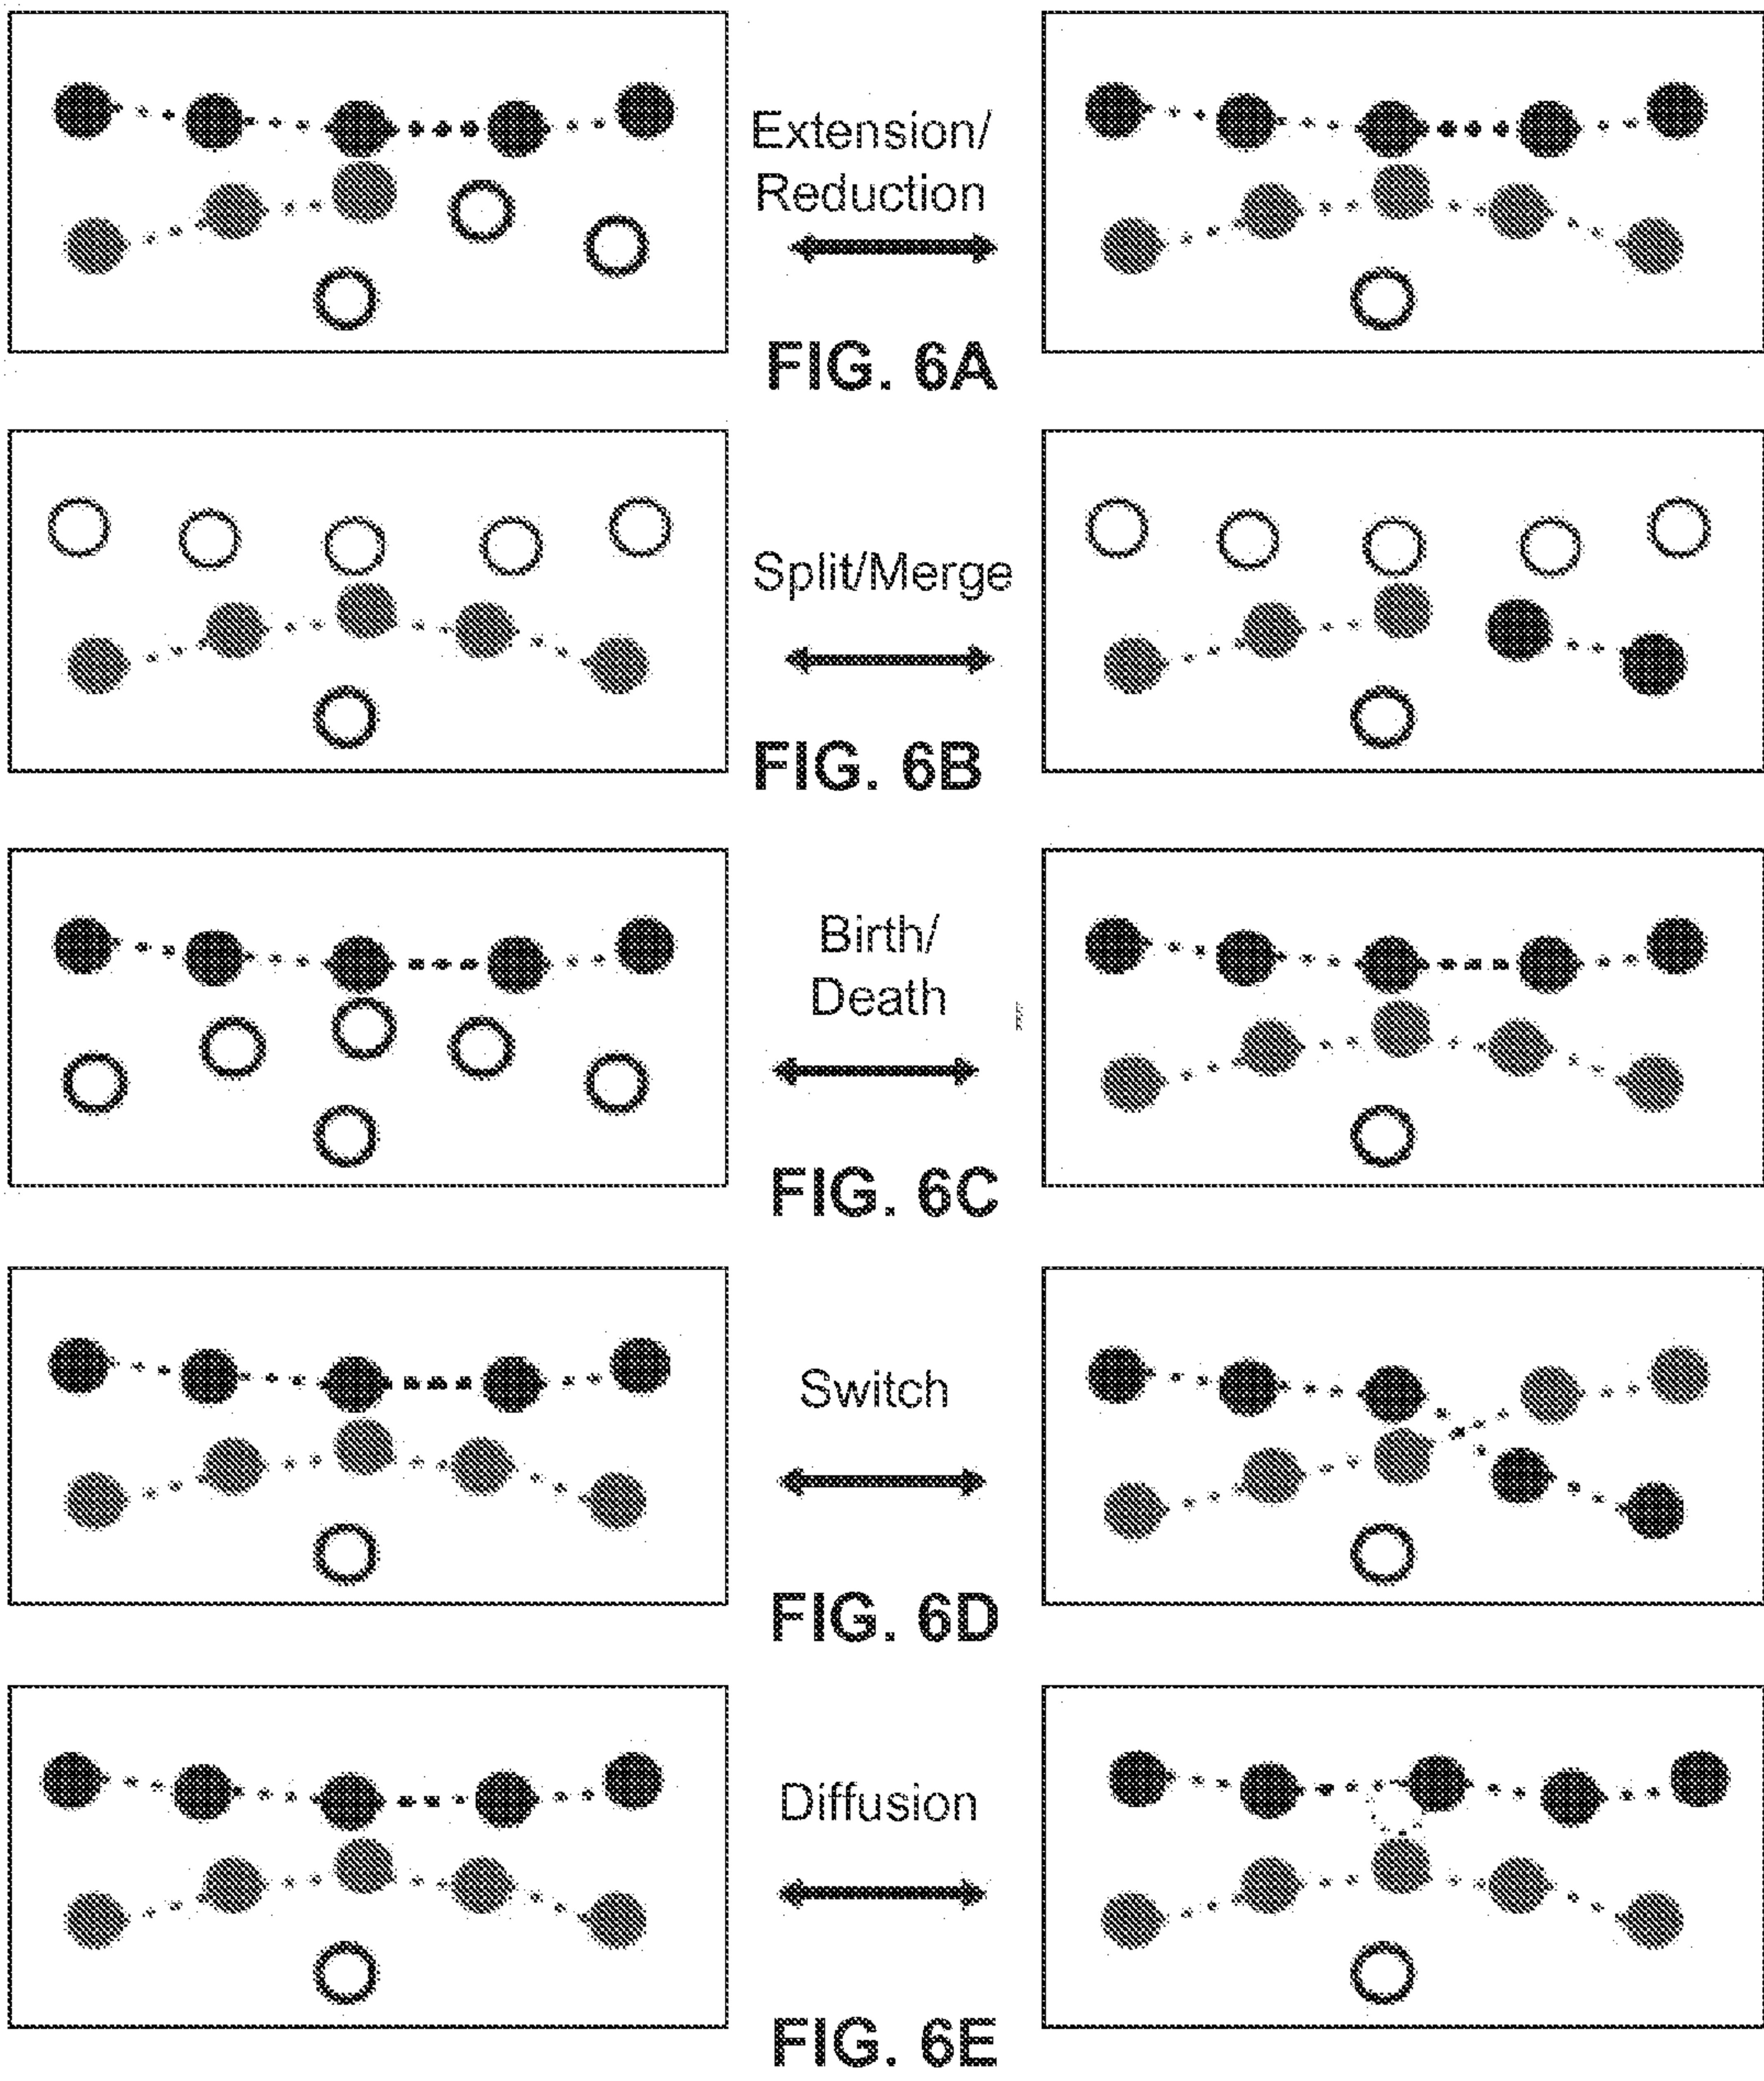 Extension/
Reduction
FIG. 6A
Split/Merge
FIG. 6B
Birth/
Death
FIG. 6C
Switch
FIG. 6D
Diffusion
FIG. 6E